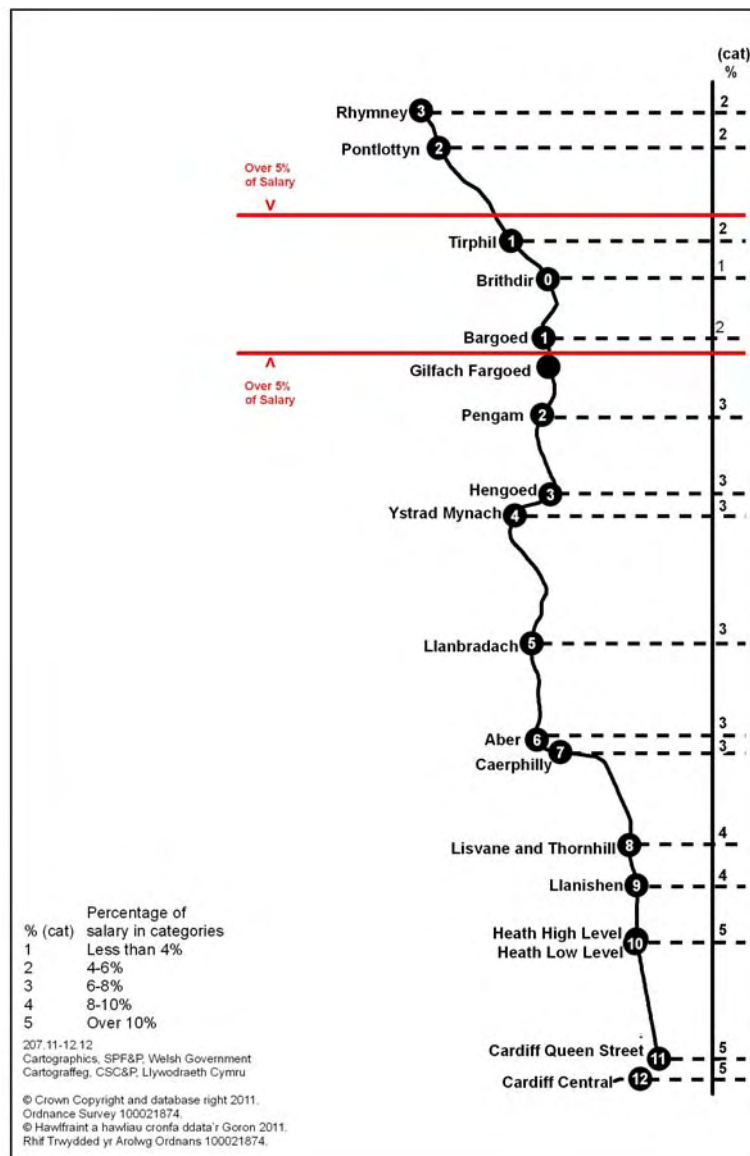 (cat)
%
Rhymney 3 2
Pontlottyn 2 2
Over 5%
of Salary
V
Tirphil 1 2
Brithdir 0 1
Bargoed 1 2
Λ
Gilfach Fargoed
Over 5%
of Salary
Pengam 2 3
Hengoed 3 3
Ystrad Mynach 4 3
Llanbradach 5 3
Aber 6 3
Caerphilly 7 3
Lisvane and Thornhill 8 4
Llanishen 9 4
Heath High Level
Heath Low Level 10 5
Cardiff Queen Street 11 5
Cardiff Central 12 5
Percentage of
% (cat) salary in categories
1 Less than 4%
2 4-6%
3 6-8%
4 8-10%
5 Over 10%
207.11-12.12
Cartographics, SPF&P, Welsh Government
Cartograffeg, CSC&P, Llywodraeth Cymru
© Crown Copyright and database right 2011.
Ordnance Survey 100021874.
© Hawlfraint a hawliau cronfa ddata'r Goron 2011.
Rhif Trwydded yr Arolwg Ordnans 100021874.